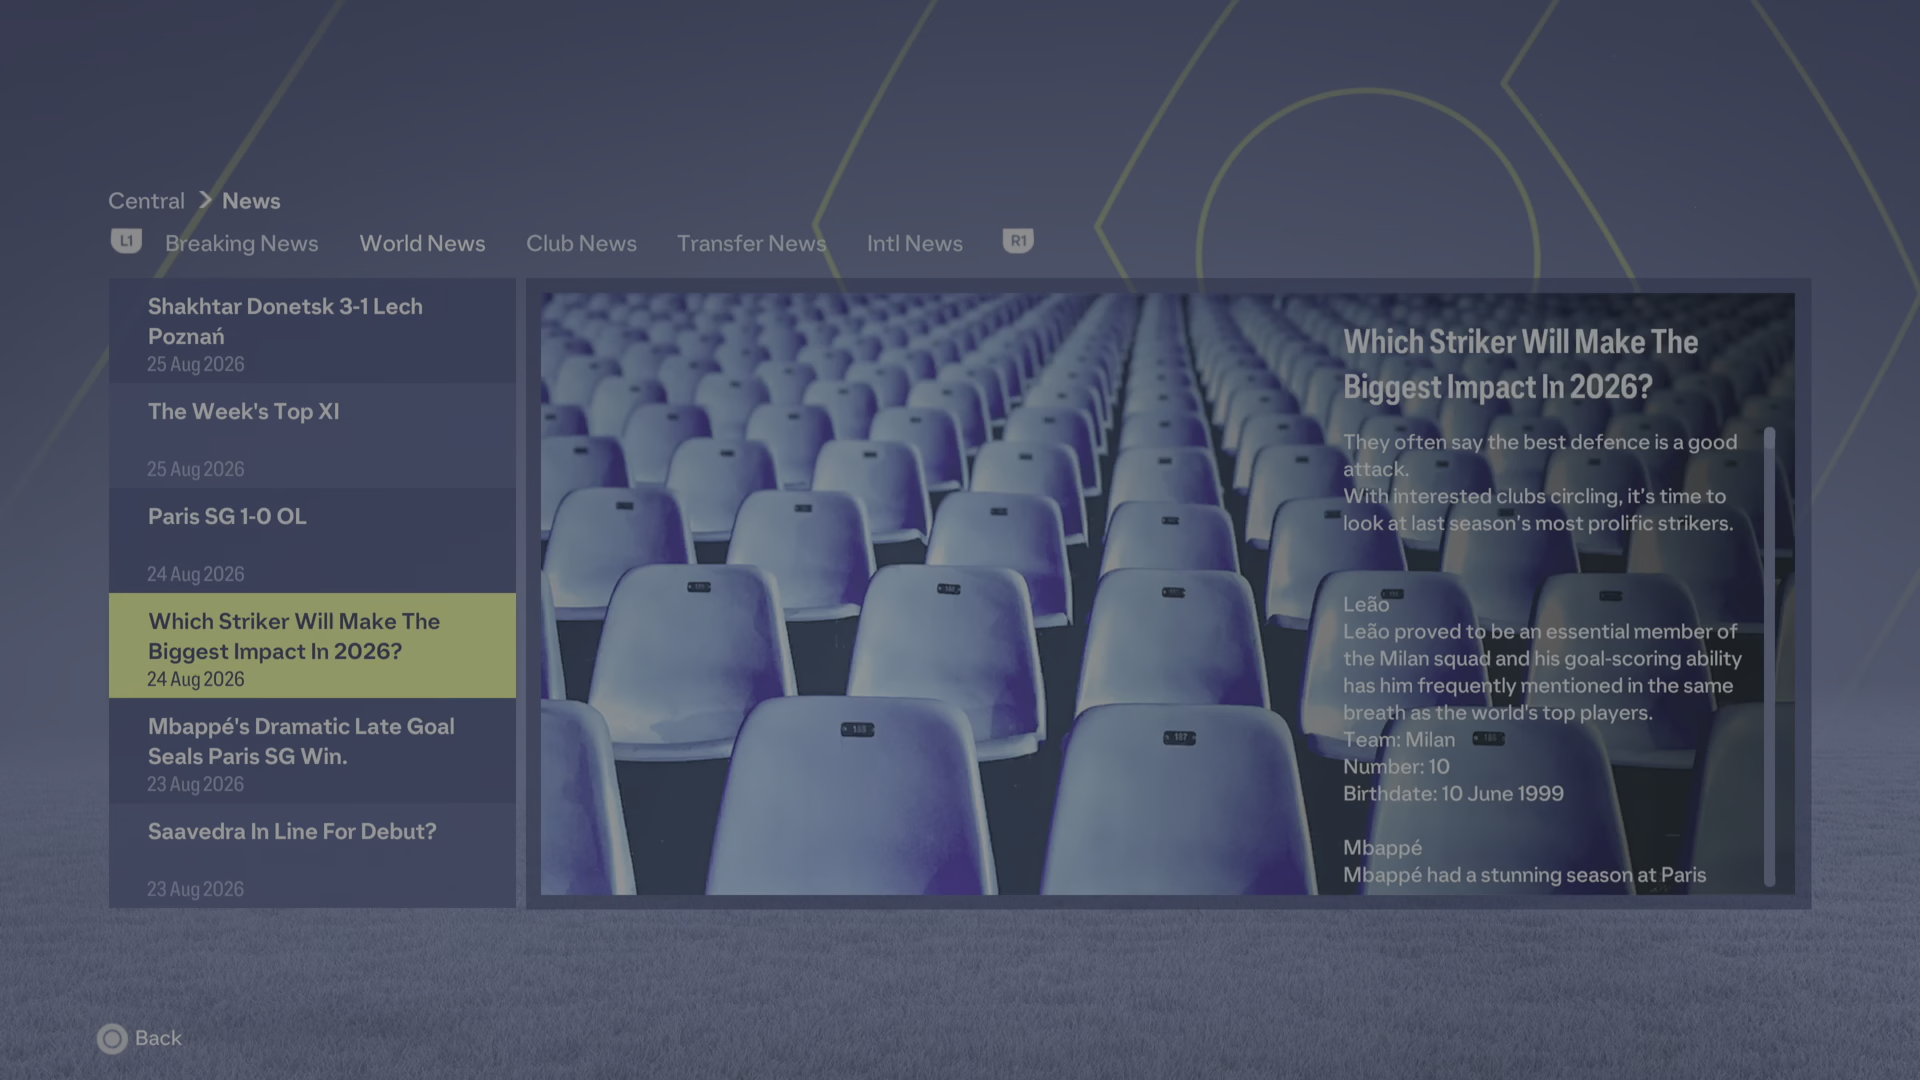 Central > News
L1 Breaking News World News Club News Transfer News Intl News R1
Shakhtar Donetsk 3-1 Lech
Poznań
25 Aug 2026
The Week's Top XI
25 Aug 2026
Paris SG 1-0 OL
24 Aug 2026
Which Striker Will Make The
Biggest Impact In 2026?
24 Aug 2026
Mbappé's Dramatic Late Goal
Seals Paris SG Win.
23 Aug 2026
Saavedra In Line For Debut?
23 Aug 2026
Which Striker Will Make The
Biggest Impact In 2026?
They often say the best defence is a good
attack.
With interested clubs circling, it's time to
look at last season's most prolific strikers.
Leão
Leão proved to be an essential member of
the Milan squad and his goal-scoring ability
has him frequently mentioned in the same
breath as the world's top players.
Team: Milan
Number: 10
Birthdate: 10 June 1999
Mbappé
Mbappé had a stunning season at Paris
188
187
Back